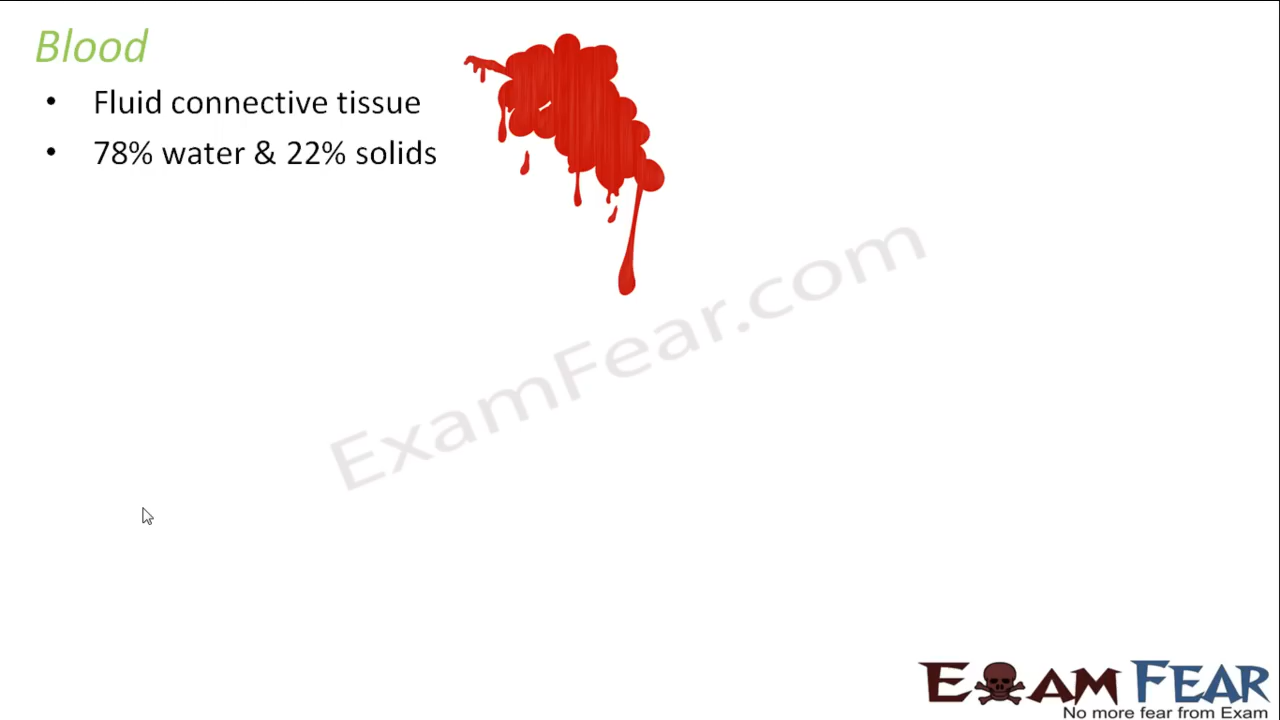 Blood
• Fluid connective tissue
• 78% water & 22% solids
ExamFear.com
EXAM FEAR
No more fear from Exam